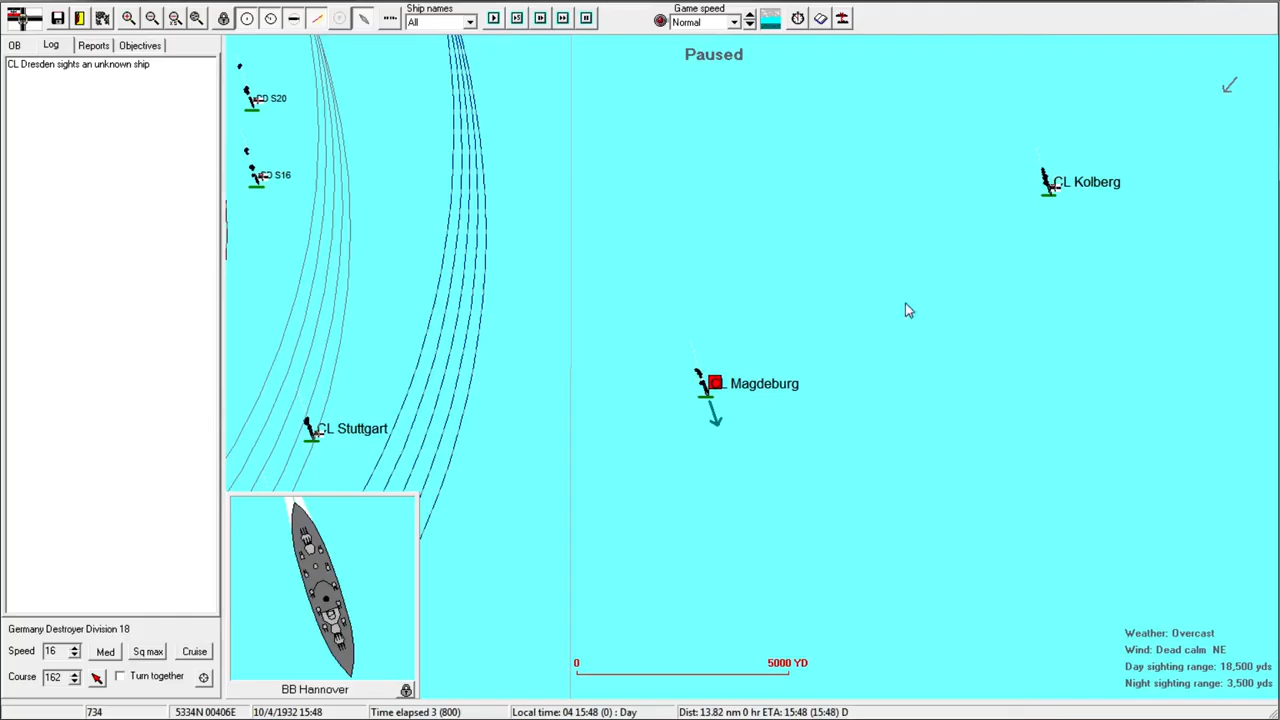 Ship names
All
Game speed
Normal
OB
Log
Reports
Objectives
CL Dresden sights an unknown ship
Paused
S20
S16
CL Kolberg
Magdeburg
CL Stuttgart
BB Hannover
0
5000 YD
Weather: Overcast
Wind: Dead calm NE
Day sighting range: 18,500 yds
Night sighting range: 3,500 yds
Germany Destroyer Division 18
Speed
16
Med
Sq max
Cruise
Course
162
Turn together
734
5334N 00406E
10/4/1932 15:48
Time elapsed 3 (800)
Local time: 04 15:48 (0) : Day
Dist: 13.82 nm 0 hr ETA: 15:48 (15:48) D